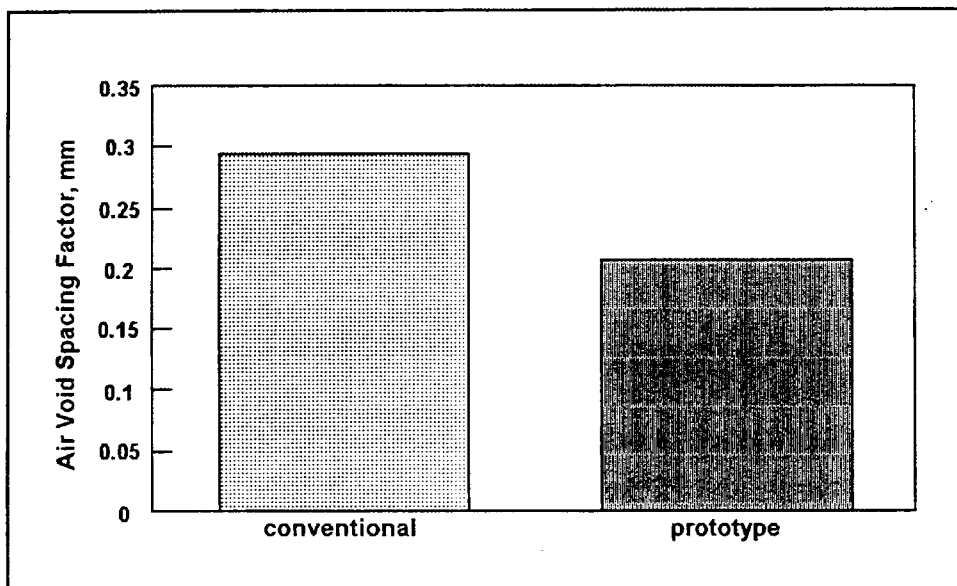 Air Void Spacing Factor, mm
0.35
0.3
0.25
0.2
0.15
0.1
0.05
0
conventional
prototype